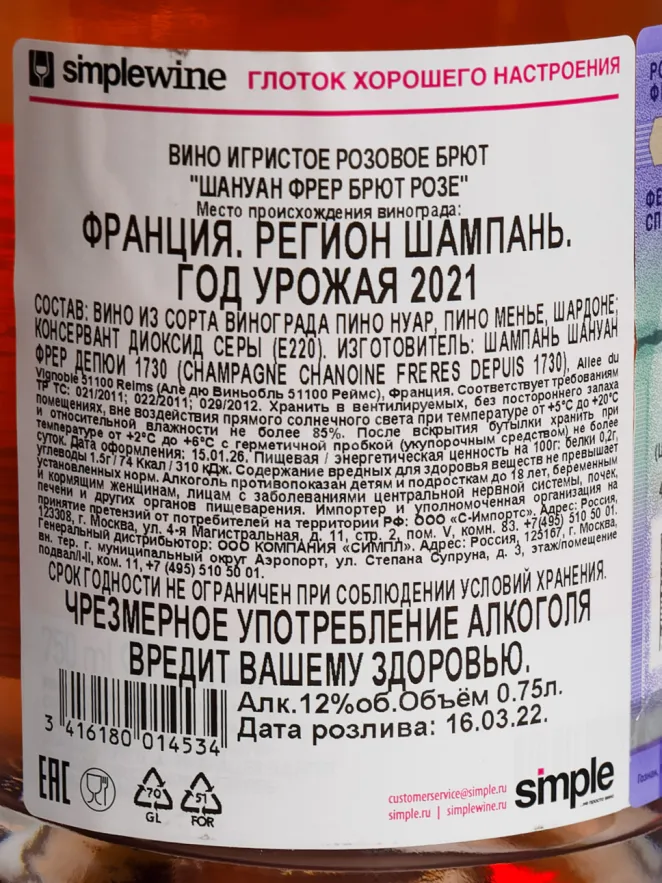 simplewine ГЛОТОК ХОРОШЕГО НАСТРОЕНИЯ
ВИНО ИГРИСТОЕ РОЗОВОЕ БРЮТ
"ШАНУАН ФРЕР БРЮТ РОЗЕ"
Место происхождения винограда:
ФРАНЦИЯ. РЕГИОН ШАМПАНЬ.
ГОД УРОЖАЯ 2021
СОСТАВ: ВИНО ИЗ СОРТА ВИНОГРАДА ПИНО НУАР, ПИНО МЕНЬЕ, ШАРДОНЕ;
КОНСЕРВАНТ ДИОКСИД СЕРЫ (E220). ИЗГОТОВИТЕЛЬ: ШАМПАНЬ ШАНУАН
ФРЕР ДЕПЮИ 1730 (CHAMPAGNE CHANOINE FRERES DEPUIS 1730), Allee du
Vignoble 51100 Reims (Але дю Виньобль 51100 Реймс), Франция. Соответствует требованиям
ТР ТС: 021/2011; 022/2011; 029/2012. Хранить в вентилируемых, без постороннего запаха
помещениях, вне воздействия прямого солнечного света при температуре от +5°C до +20°C
и относительной влажности не более 85%. После вскрытия бутылки хранить при
температуре от +2°C до +6°C с герметичной пробкой (укупорочным средством) не более
суток. Дата оформления: 15.01.26. Пищевая / энергетическая ценность на 100г: белки 0,2г,
углеводы 1.5г / 74 Ккал / 310 кДж. Содержание вредных для здоровья веществ не превышает
установленных норм. Алкоголь противопоказан детям и подросткам до 18 лет, беременным
и кормящим женщинам, лицам с заболеваниями центральной нервной системы, почек,
печени и других органов пищеварения. Импортер и уполномоченная организация на
принятие претензий от потребителей на территории РФ: ООО «С-Импортс». Адрес: Россия,
123308, г. Москва, ул. 4-я Магистральная, д. 11, стр. 2, пом. V, комн. 83. +7(495) 510 50 01.
Генеральный дистрибьютор: ООО КОМПАНИЯ «СИМПЛ». Адрес: Россия, 125167, г. Москва,
вн. тер. г. муниципальный округ Аэропорт, ул. Степана Супруна, д. 3, этаж/помещение
подвал/I-II, ком. 11, +7 (495) 510 50 01.
СРОК ГОДНОСТИ НЕ ОГРАНИЧЕН ПРИ СОБЛЮДЕНИИ УСЛОВИЙ ХРАНЕНИЯ.
ЧРЕЗМЕРНОЕ УПОТРЕБЛЕНИЕ АЛКОГОЛЯ
ВРЕДИТ ВАШЕМУ ЗДОРОВЬЮ.
Алк.12%об.Объём 0.75л.
Дата розлива: 16.03.22.
3 416180 014534
EAC
70
GL
51
FOR
customerservice@simple.ru
simple.ru | simplewine.ru
simple